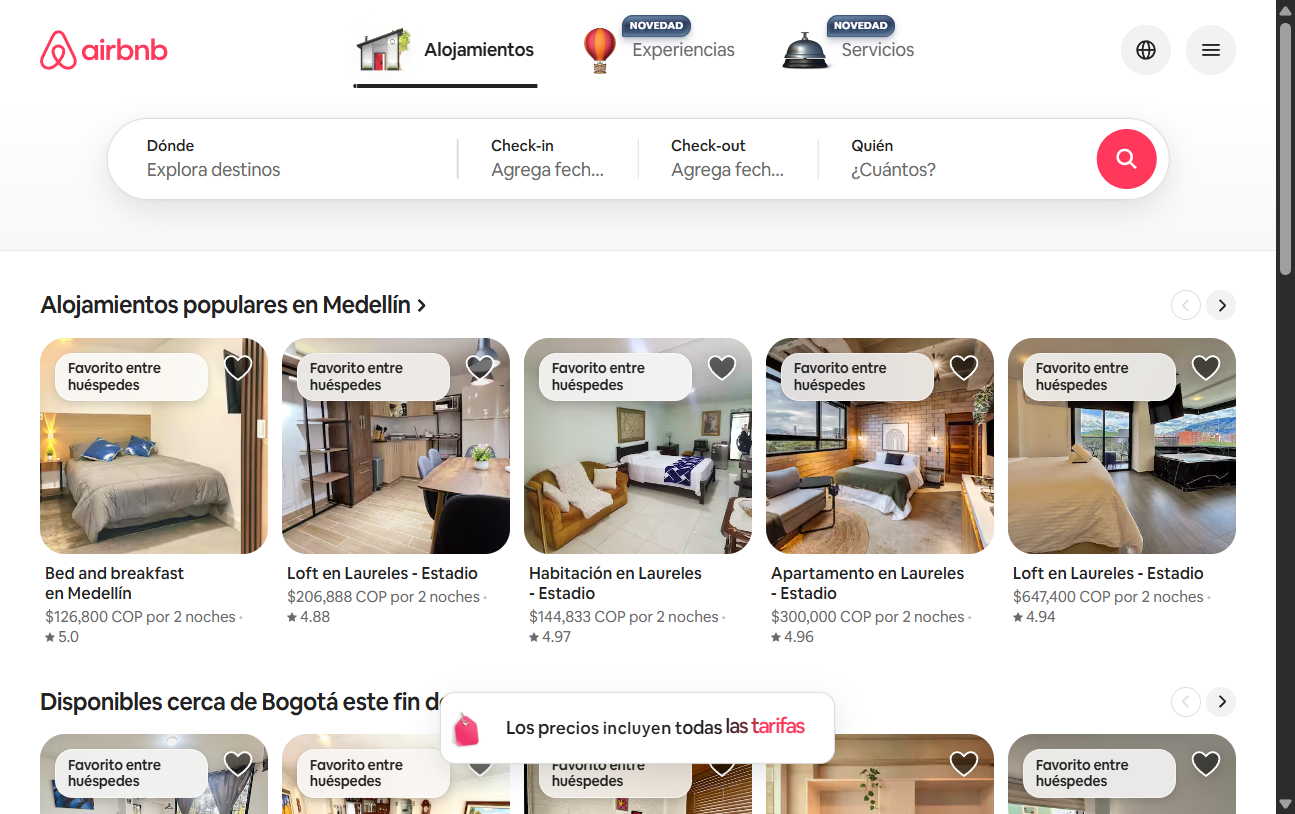 airbnb
Alojamientos
NOVEDAD
Experiencias
NOVEDAD
Servicios
Dónde
Explora destinos
Check-in
Agrega fech...
Check-out
Agrega fech...
Quién
¿Cuántos?
Alojamientos populares en Medellín
Favorito entre
huéspedes
Favorito entre
huéspedes
Favorito entre
huéspedes
Favorito entre
huéspedes
Favorito entre
huéspedes
Bed and breakfast
en Medellín
$126,800 COP por 2 noches ·
★ 5.0
Loft en Laureles - Estadio
$206,888 COP por 2 noches ·
★ 4.88
Habitación en Laureles
- Estadio
$144,833 COP por 2 noches ·
★ 4.97
Apartamento en Laureles
- Estadio
$300,000 COP por 2 noches ·
★ 4.96
Loft en Laureles - Estadio
$647,400 COP por 2 noches ·
★ 4.94
Disponibles cerca de Bogotá este fin
Los precios incluyen todas las tarifas
Favorito entre
huéspedes
Favorito entre
huéspedes
Favorito entre
huéspedes
Favorito entre
huéspedes